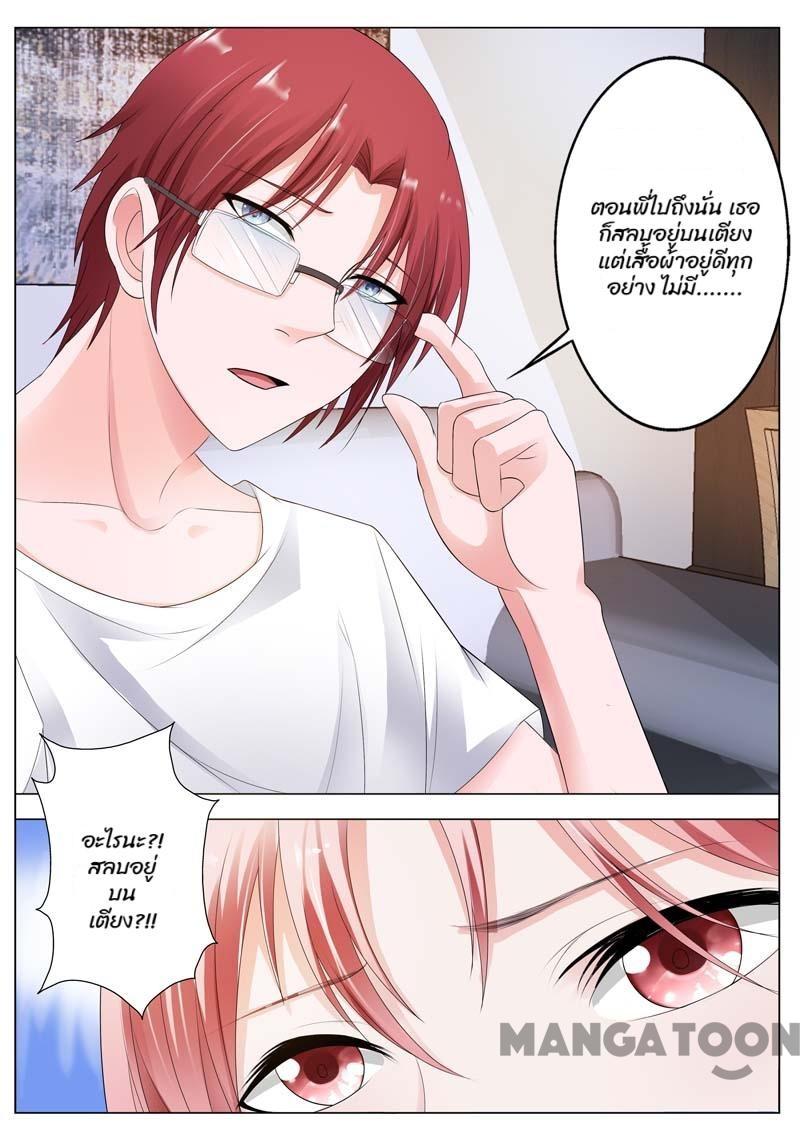 ตอนพี่ไปถึงนั่น เธอ
ก็สลบอยู่บนเตียง
แต่เสื้อผ้าอยู่ดีทุก
อย่าง ไม่มี.......
อะไรนะ?!
สลบอยู่
บน
เตียง?!!
MANGATOON